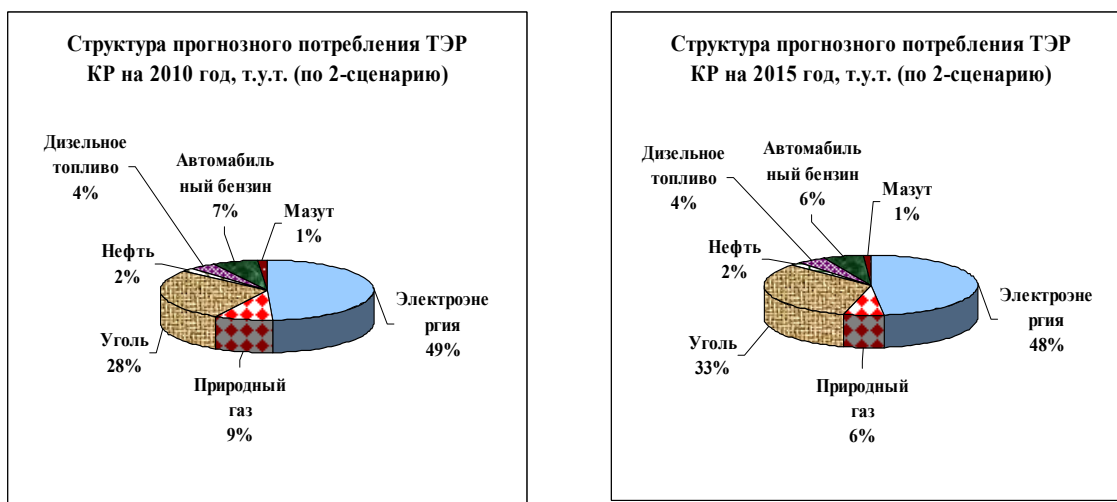 Структура прогнозного потребления ТЭР
КР на 2010 год, т.у.т. (по 2-сценарию)
Дизельное
топливо
4%
Автомабиль
ный бензин
7%
Мазут
1%
Нефть
2%
Электроэне
ргия
49%
Уголь
28%
Природный
газ
9%
Структура прогнозного потребления ТЭР
КР на 2015 год, т.у.т. (по 2-сценарию)
Дизельное
топливо
4%
Автомабиль
ный бензин
6%
Мазут
1%
Нефть
2%
Электроэне
ргия
48%
Уголь
33%
Природный
газ
6%